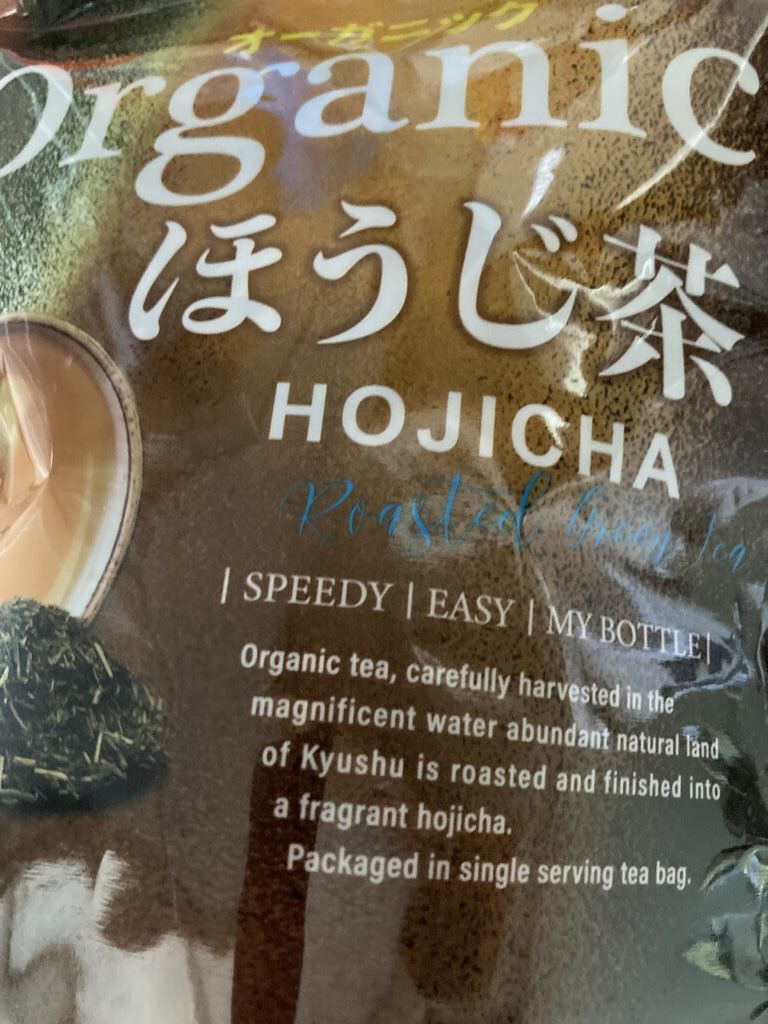 オーガニック
Organic
ほうじ茶
HOJICHA
Roasted Green Tea
| SPEEDY | EASY | MY BOTTLE |
Organic tea, carefully harvested in the
magnificent water abundant natural land
of Kyushu is roasted and finished into
a fragrant hojicha.
Packaged in single serving tea bag.